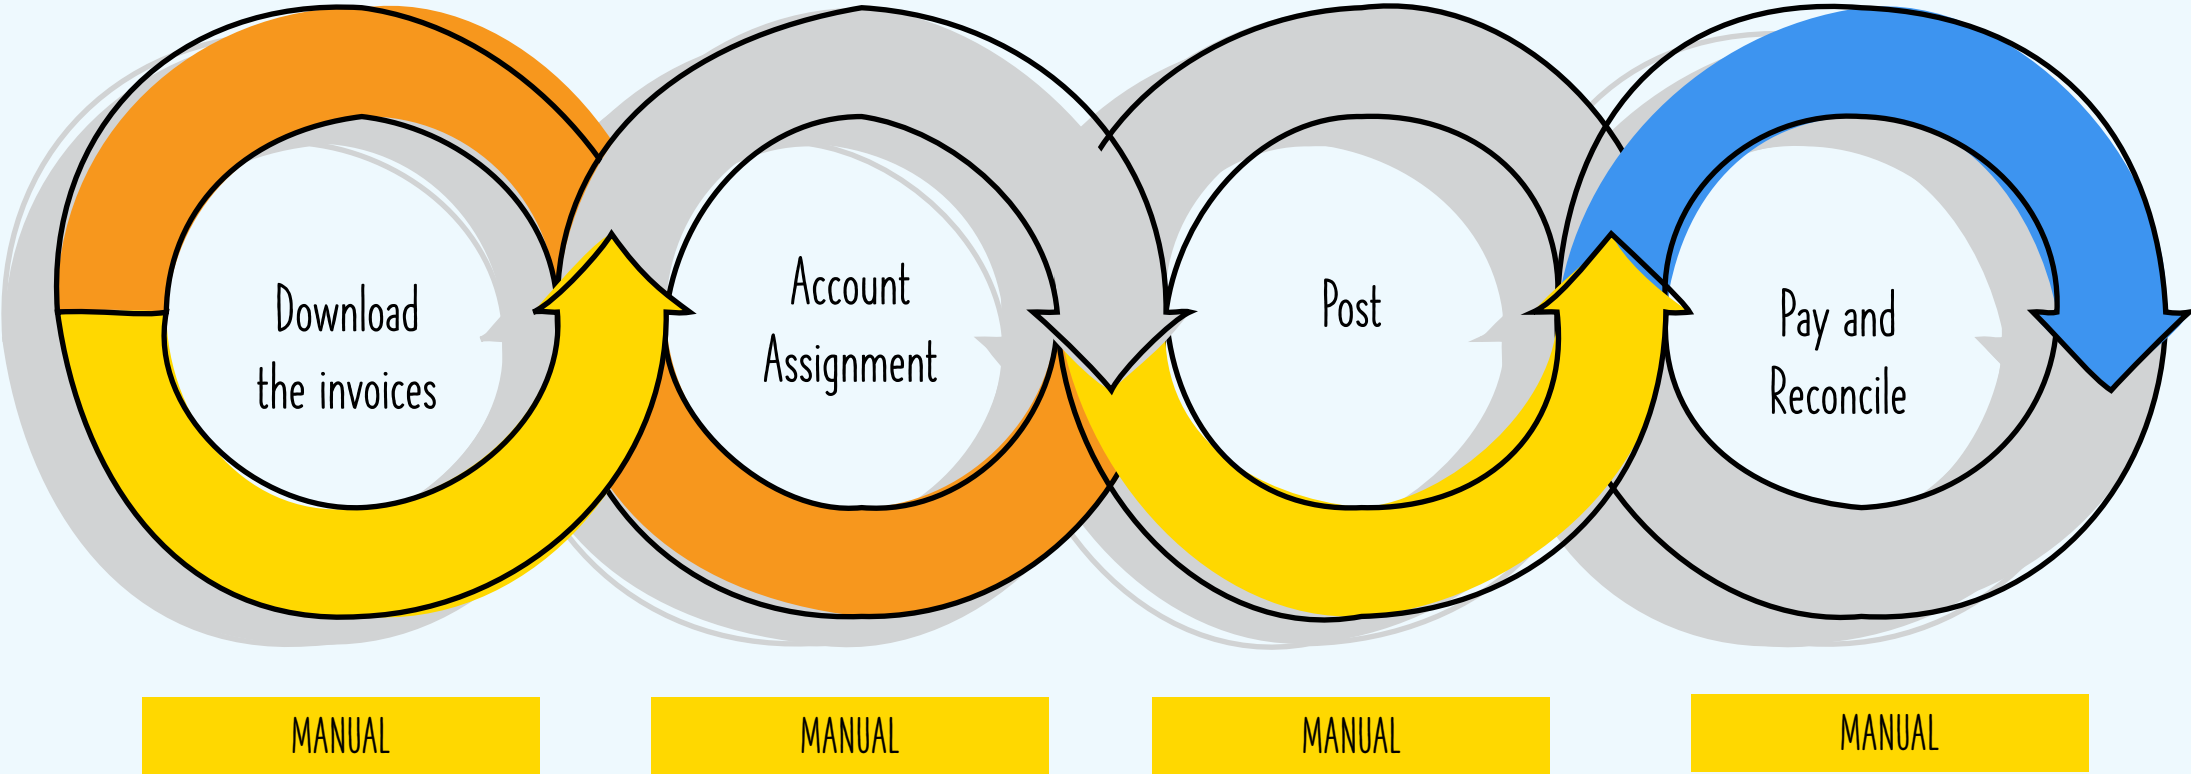 Download
the invoices
Account
Assignment
Post
Pay and
Reconcile
MANUAL
MANUAL
MANUAL
MANUAL